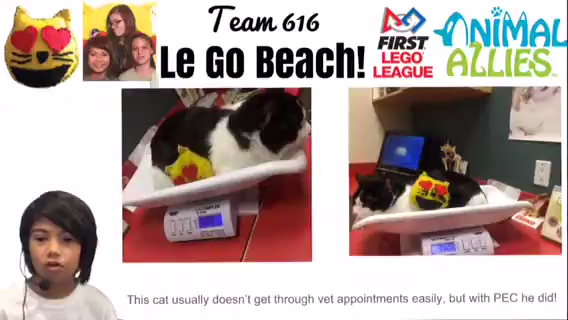 Team 616
Le Go Beach!
FIRST
LEGO
LEAGUE
ANIMAL
ALLIES
This cat usually doesn't get through vet appointments easily, but with PEC he did!